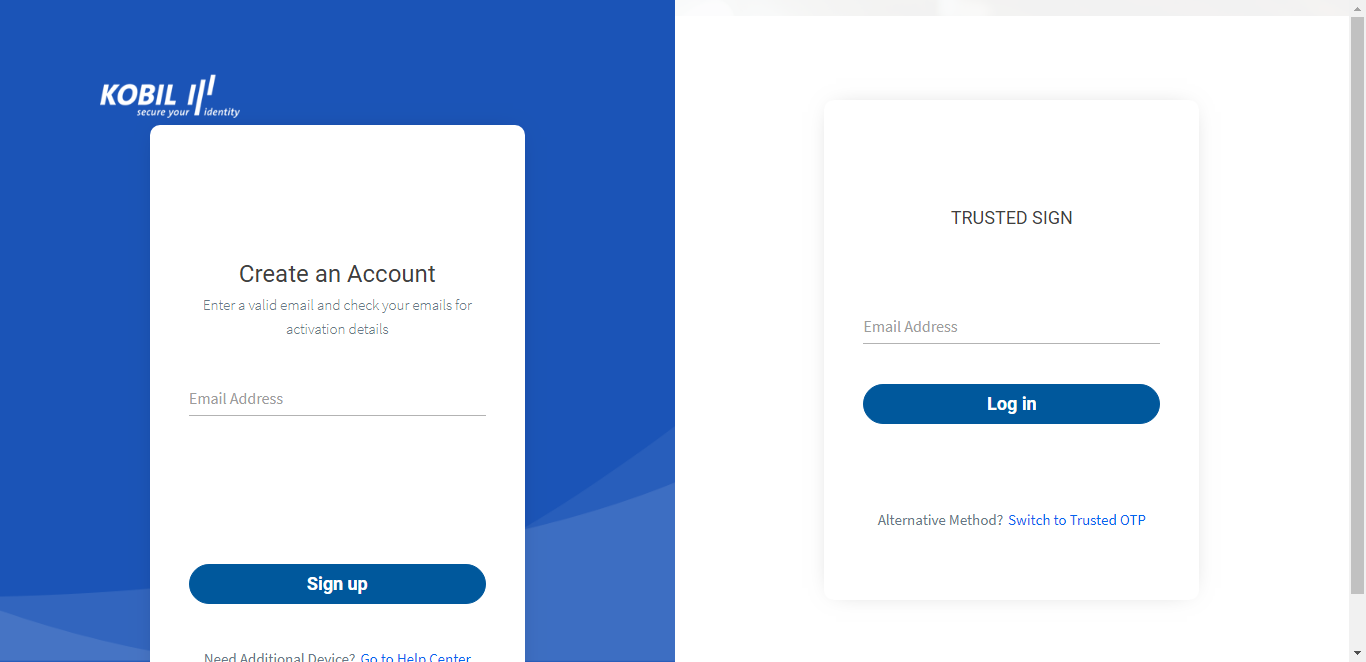 KOBIL
secure your identity
Create an Account
Enter a valid email and check your emails for
activation details
Email Address
Sign up
Need Additional Device? Go to Help Center
TRUSTED SIGN
Email Address
Log in
Alternative Method? Switch to Trusted OTP